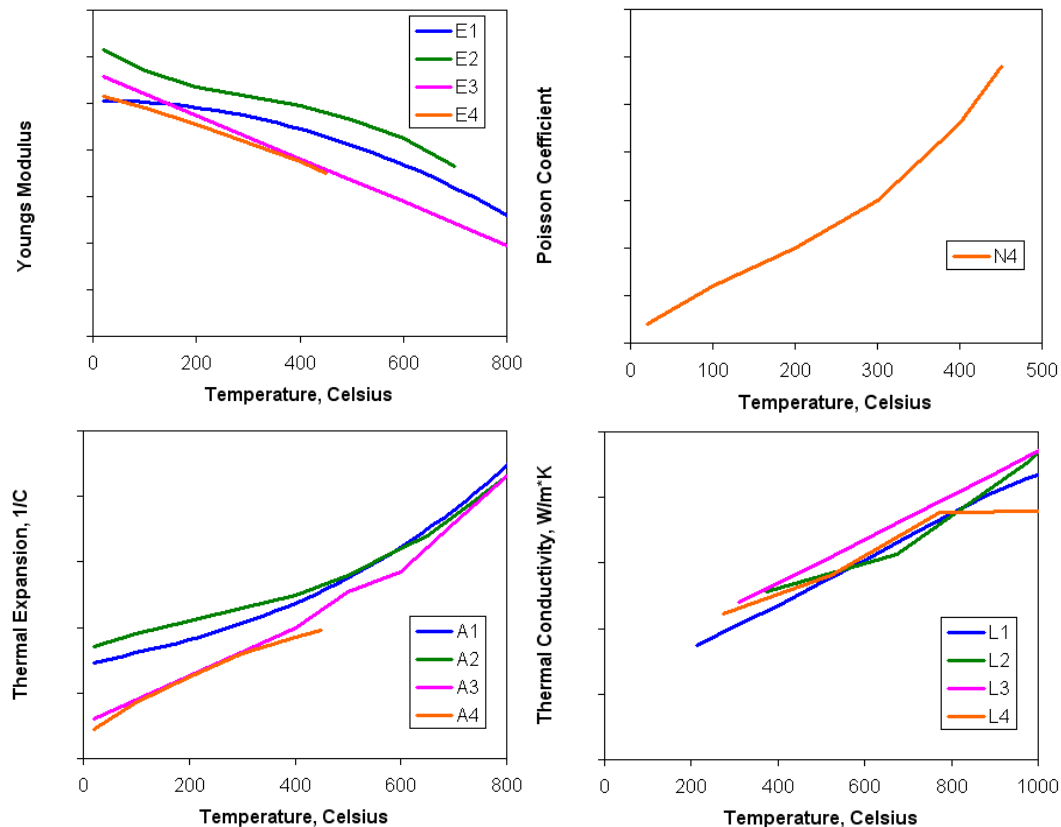 Youngs Modulus
E1
E2
E3
E4
0 200 400 600 800
Temperature, Celsius
Poisson Coefficient
N4
0 100 200 300 400 500
Temperature, Celsius
Thermal Expansion, 1/C
A1
A2
A3
A4
0 200 400 600 800
Temperature, Celsius
Thermal Conductivity, W/m*K
L1
L2
L3
L4
0 200 400 600 800 1000
Temperature, Celsius